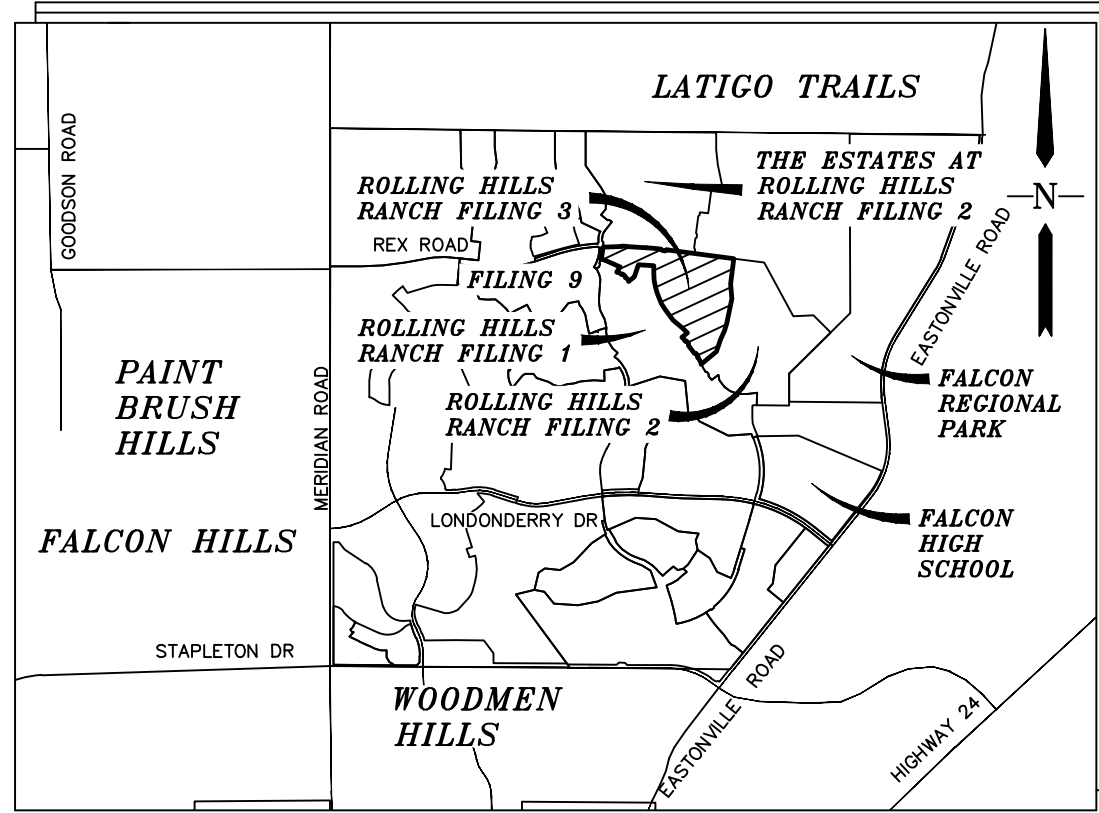 LATIGO TRAILS
GOODSON ROAD
THE ESTATES AT
ROLLING HILLS
RANCH FILING 2
ROLLING HILLS
RANCH FILING 3
N
REX ROAD
EASTONVILLE ROAD
FILING 9
ROLLING HILLS
RANCH FILING 1
PAINT
BRUSH
HILLS
MERIDIAN ROAD
ROLLING HILLS
RANCH FILING 2
FALCON
REGIONAL
PARK
LONDONDERRY DR
FALCON HILLS
FALCON
HIGH
SCHOOL
STAPLETON DR
WOODMEN
HILLS
EASTONVILLE ROAD
HIGHWAY 24